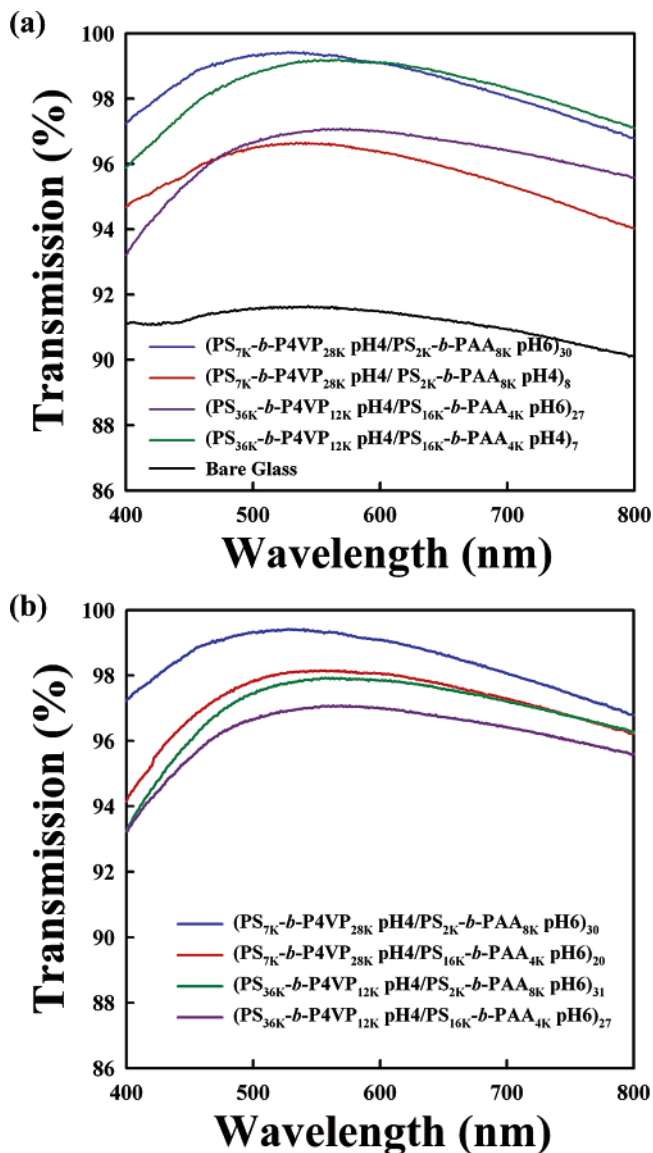 (a)
Transmission (%)
100
98
96
94
92
90
88
86
(PS7K-b-P4VP28K pH4/PS2K-b-PAA8K pH6)30
(PS7K-b-P4VP28K pH4/ PS2K-b-PAA8K pH4)8
(PS36K-b-P4VP12K pH4/PS16K-b-PAA4K pH6)27
(PS36K-b-P4VP12K pH4/PS16K-b-PAA4K pH4)7
Bare Glass
400 500 600 700 800
Wavelength (nm)
(b)
Transmission (%)
100
98
96
94
92
90
88
86
(PS7K-b-P4VP28K pH4/PS2K-b-PAA8K pH6)30
(PS7K-b-P4VP28K pH4/PS16K-b-PAA4K pH6)20
(PS36K-b-P4VP12K pH4/PS2K-b-PAA8K pH6)31
(PS36K-b-P4VP12K pH4/PS16K-b-PAA4K pH6)27
400 500 600 700 800
Wavelength (nm)